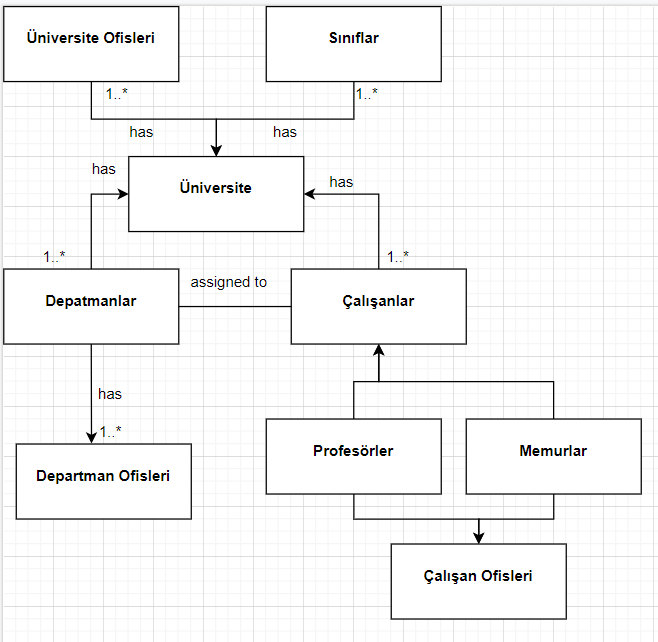 Üniversite Ofisleri
Sınıflar
1..*
1..*
has
has
has
Üniversite
has
1..*
1..*
Depatmanlar
assigned to
Çalışanlar
has
1..*
Profesörler
Memurlar
Departman Ofisleri
Çalışan Ofisleri